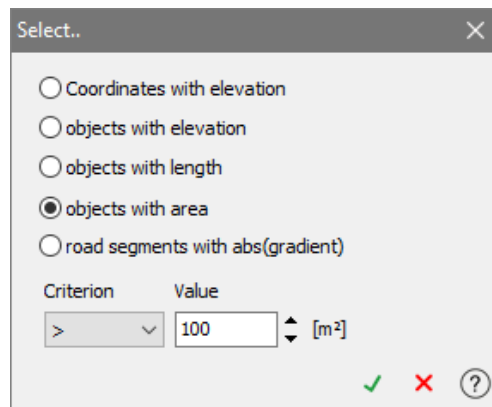 Select..
Coordinates with elevation
objects with elevation
objects with length
objects with area
road segments with abs(gradient)
Criterion Value
> 100 [m²]
?